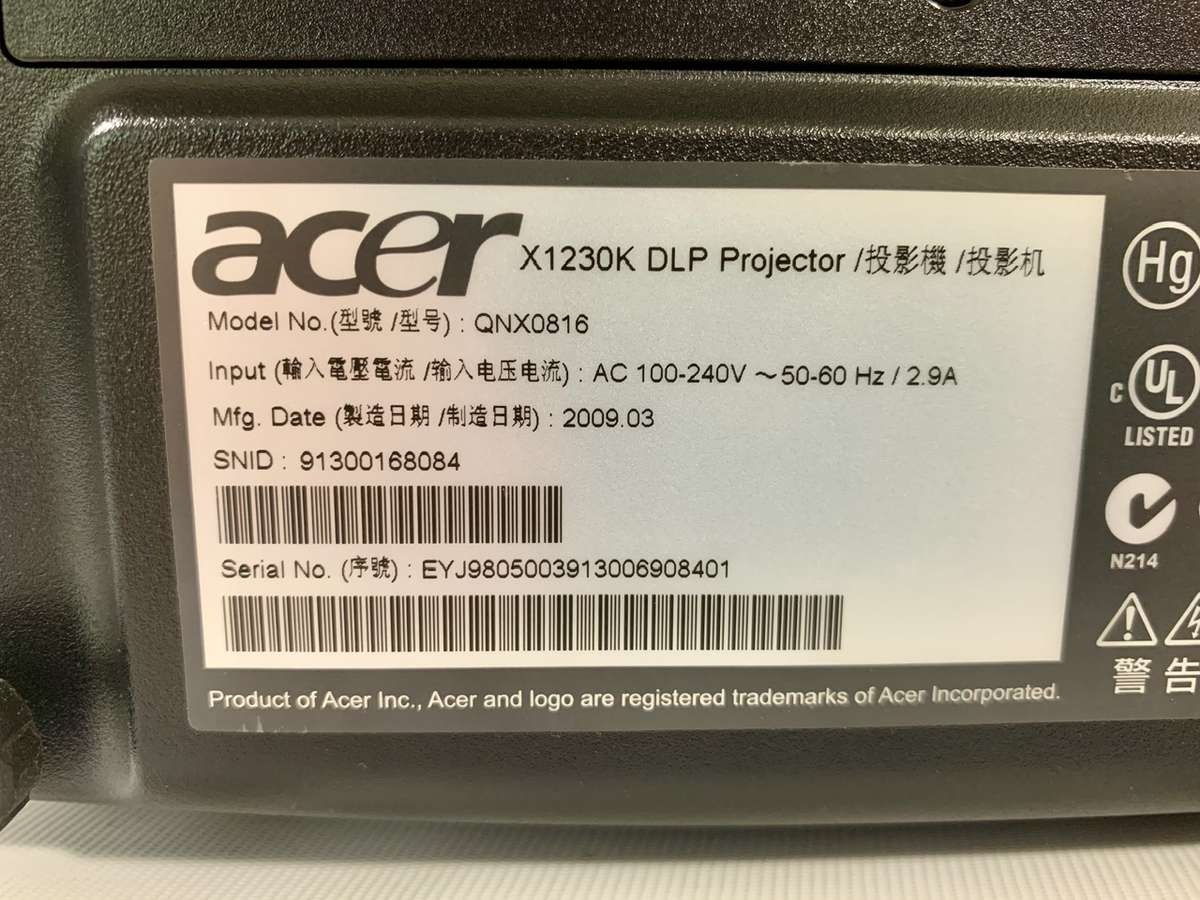 acer X1230K DLP Projector /投影機 /投影机
Model No.(型號 /型号) : QNX0816
Input (輸入電壓電流 /输入电压电流) : AC 100-240V ～50-60 Hz / 2.9A
Mfg. Date (製造日期 /制造日期) : 2009.03
SNID : 91300168084
Serial No. (序號) : EYJ9805003913006908401
Product of Acer Inc., Acer and logo are registered trademarks of Acer Incorporated.
Hg
C UL
LISTED
N214
警告